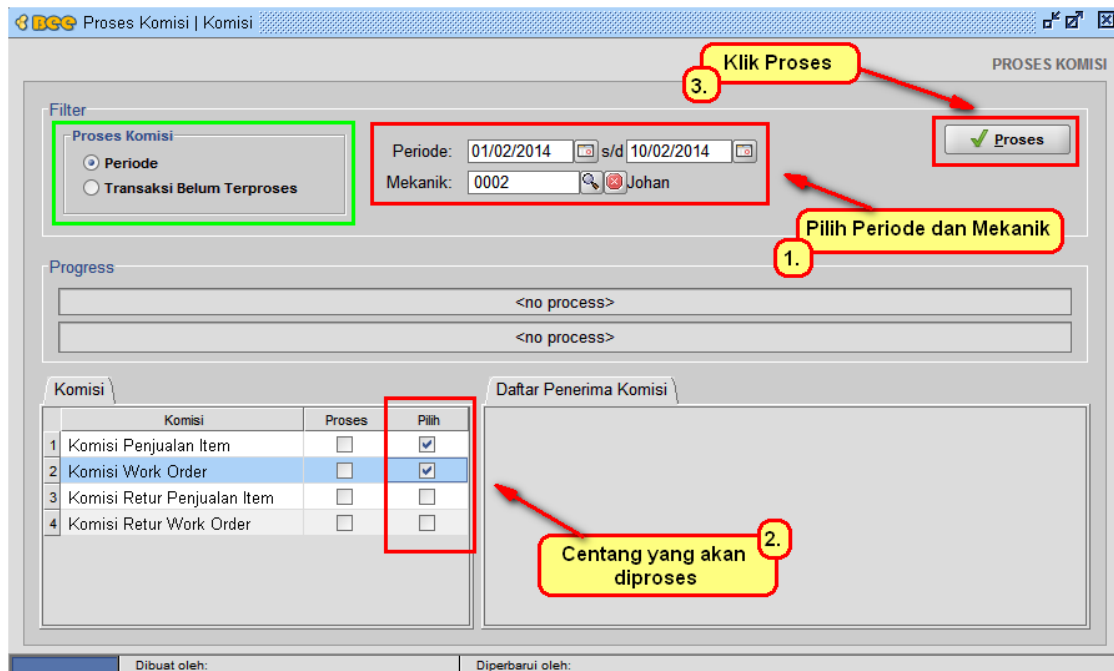 Bee Proses Komisi | Komisi
Klik Proses
3.
PROSES KOMISI
Filter
Proses Komisi
Periode
Transaksi Belum Terproses
Periode: 01/02/2014 s/d 10/02/2014
Mekanik: 0002 Johan
Proses
Pilih Periode dan Mekanik
1.
Progress
<no process>
<no process>
Komisi
Daftar Penerima Komisi
Komisi Proses Pilih
1 Komisi Penjualan Item
2 Komisi Work Order
3 Komisi Retur Penjualan Item
4 Komisi Retur Work Order
2.
Centang yang akan
diproses
Dibuat oleh: Diperbarui oleh: